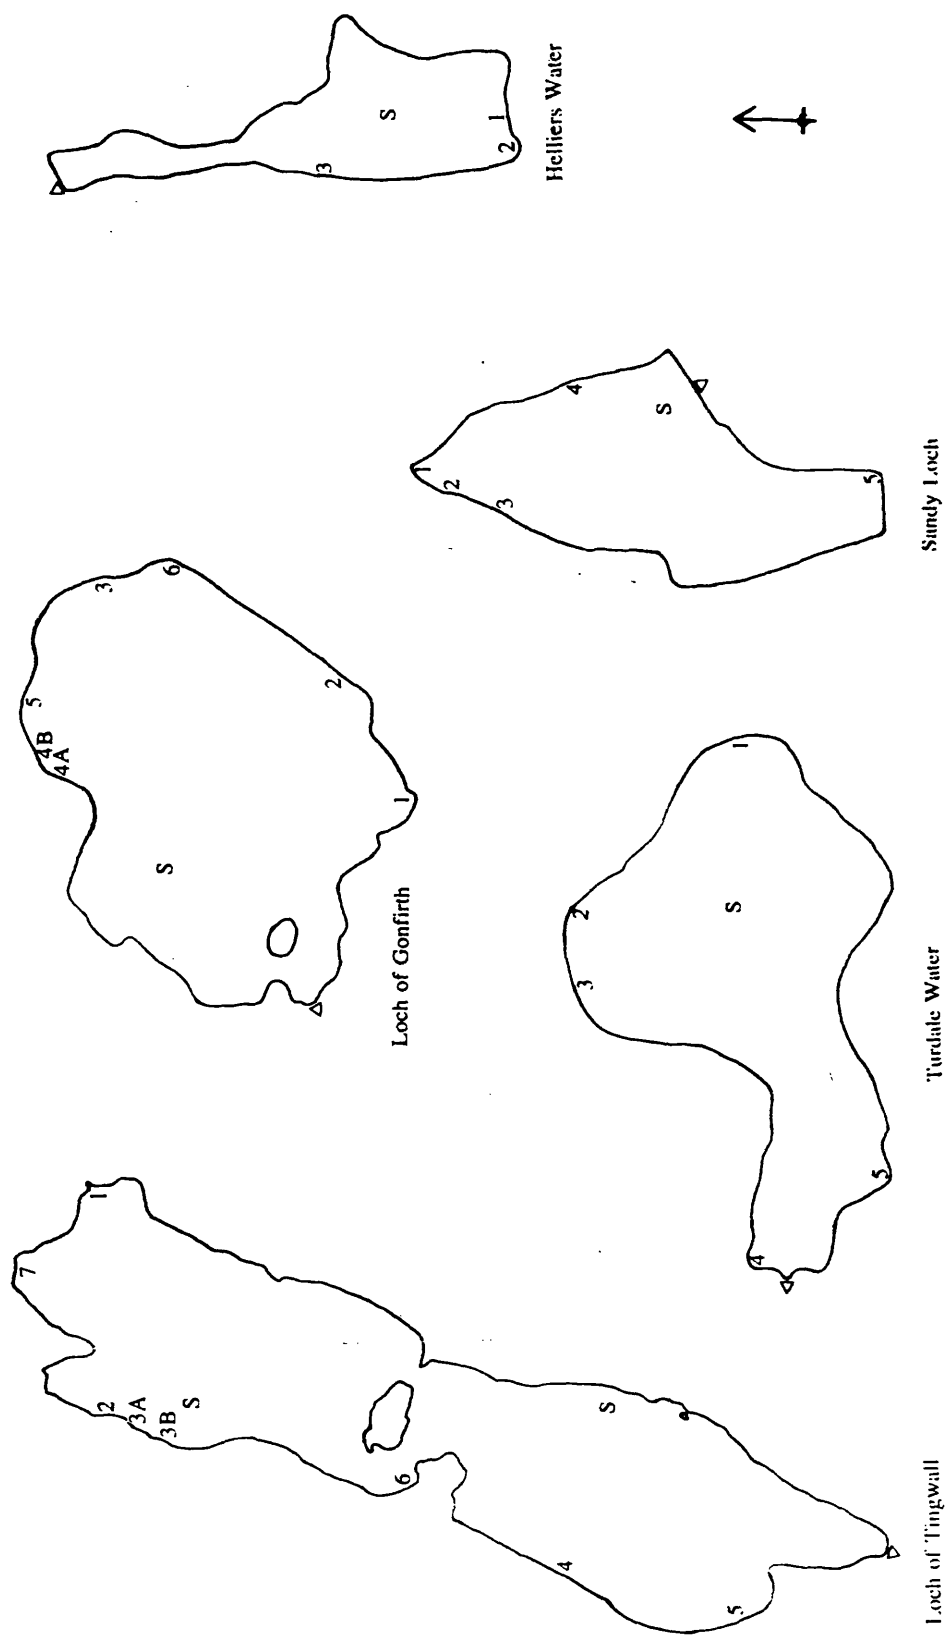 7
1
2
3A
3B
S
6
S
4
5
Loch of Tingwall
5
4B
4A
3
6
S
2
1
Loch of Gonfirth
2
3
1
S
4
5
Turdale Water
1
2
3
4
S
5
Sandy Loch
3
S
1
2
Helliers Water